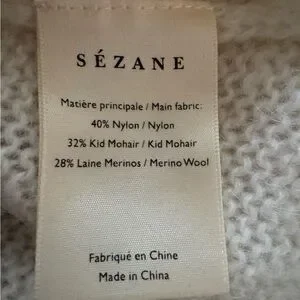 SÉZANE
Matière principale / Main fabric:
40% Nylon / Nylon
32% Kid Mohair / Kid Mohair
28% Laine Merinos / Merino Wool
Fabriqué en Chine
Made in China